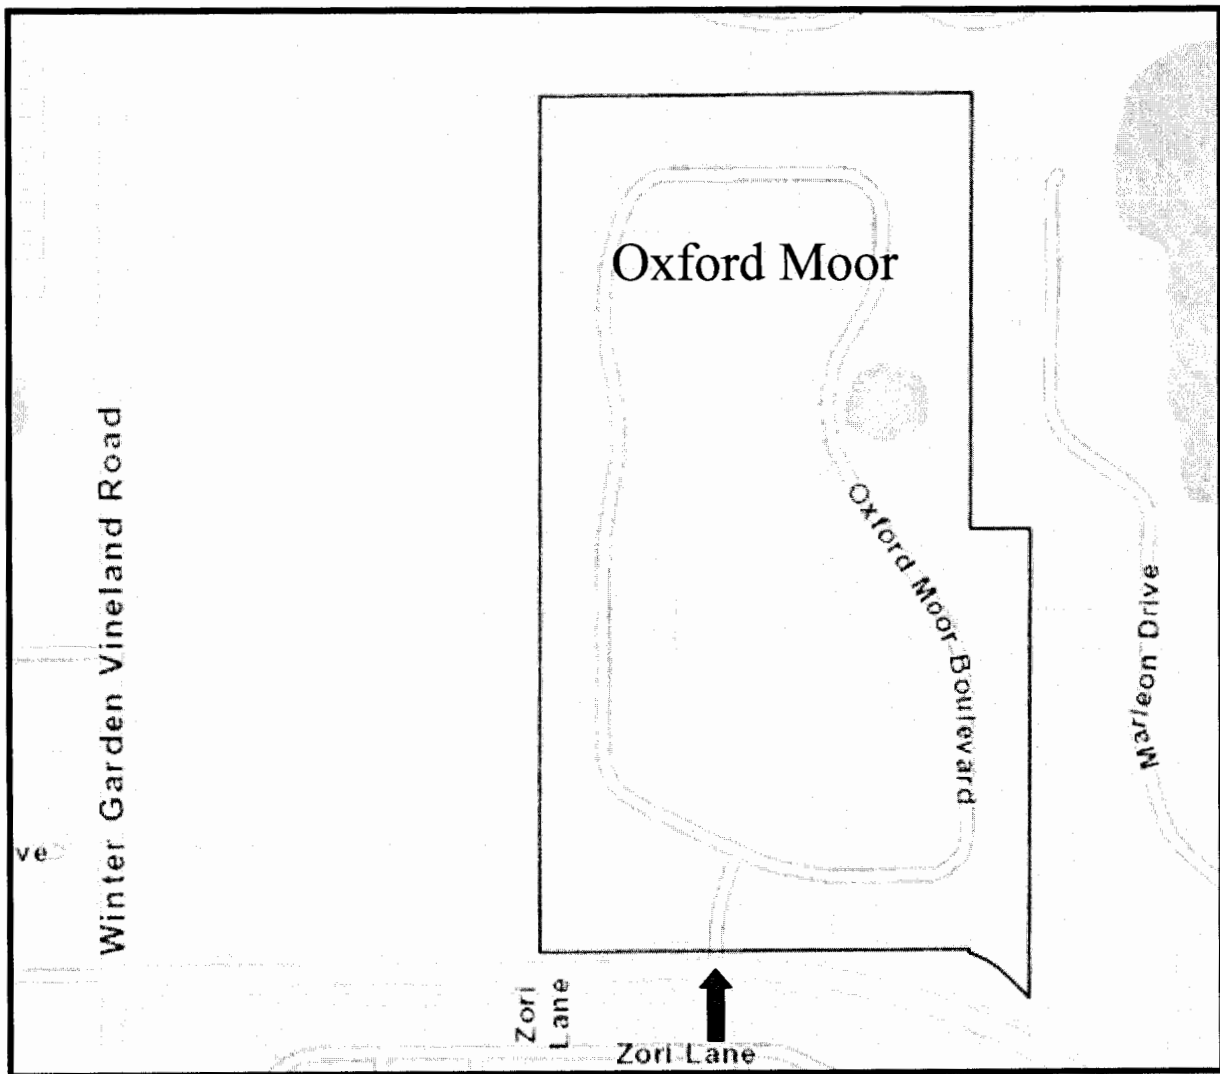 Oxford Moor
Winter Garden Vineland Road
Oxford Moor Boulevard
Marleon Drive
ve
Zori
Lane
Zori Lane